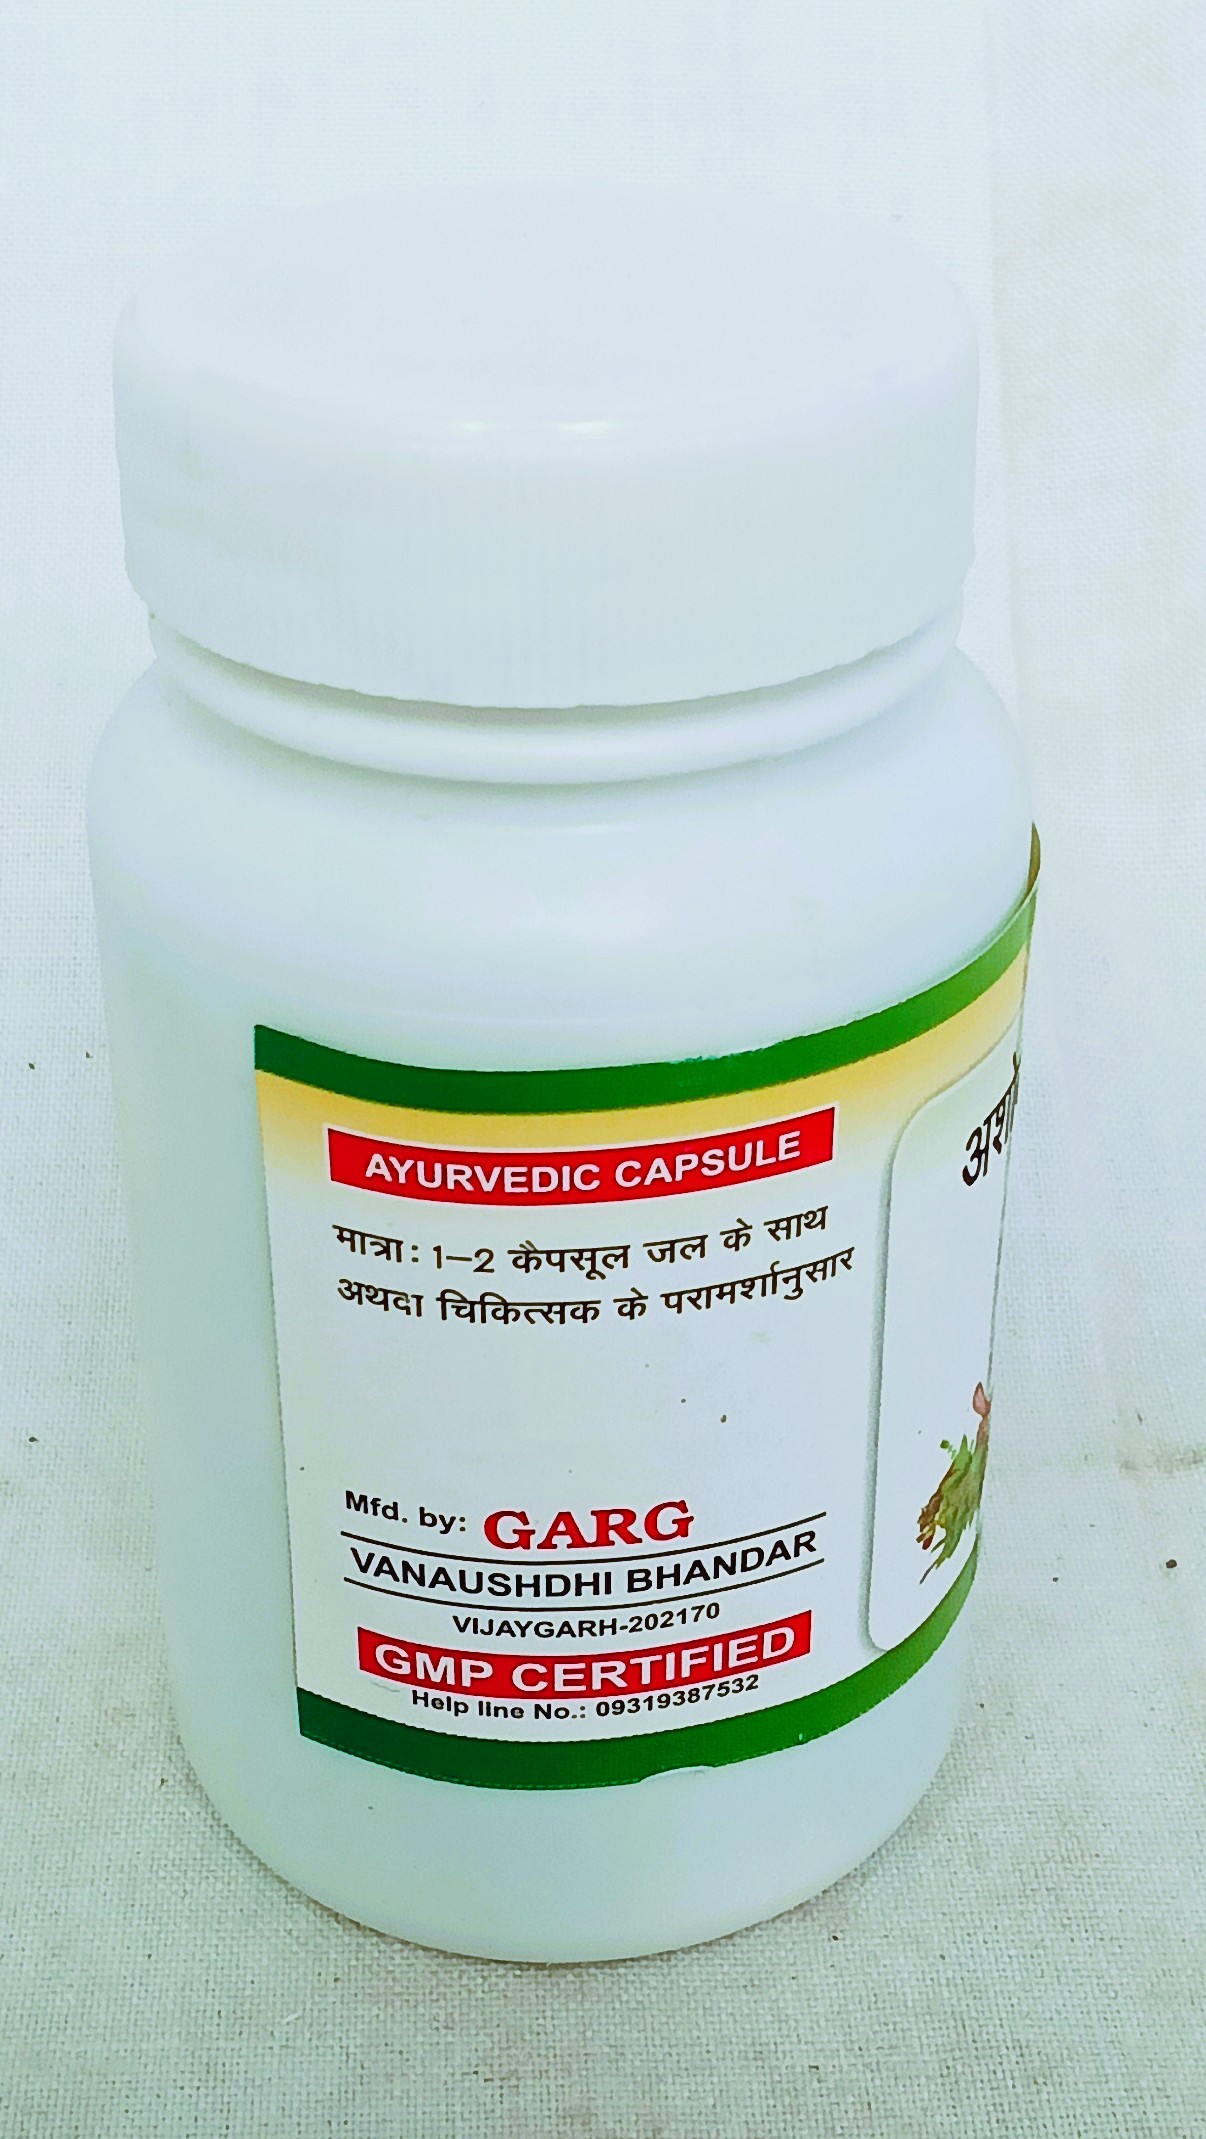 AYURVEDIC CAPSULE
मात्रा: 1-2 कैपसूल जल के साथ
अथवा चिकित्सक के परामर्शानुसार
Mfd. by: GARG
VANAUSHDHI BHANDAR
VIJAYGARH-202170
GMP CERTIFIED
Help line No.: 09319387532